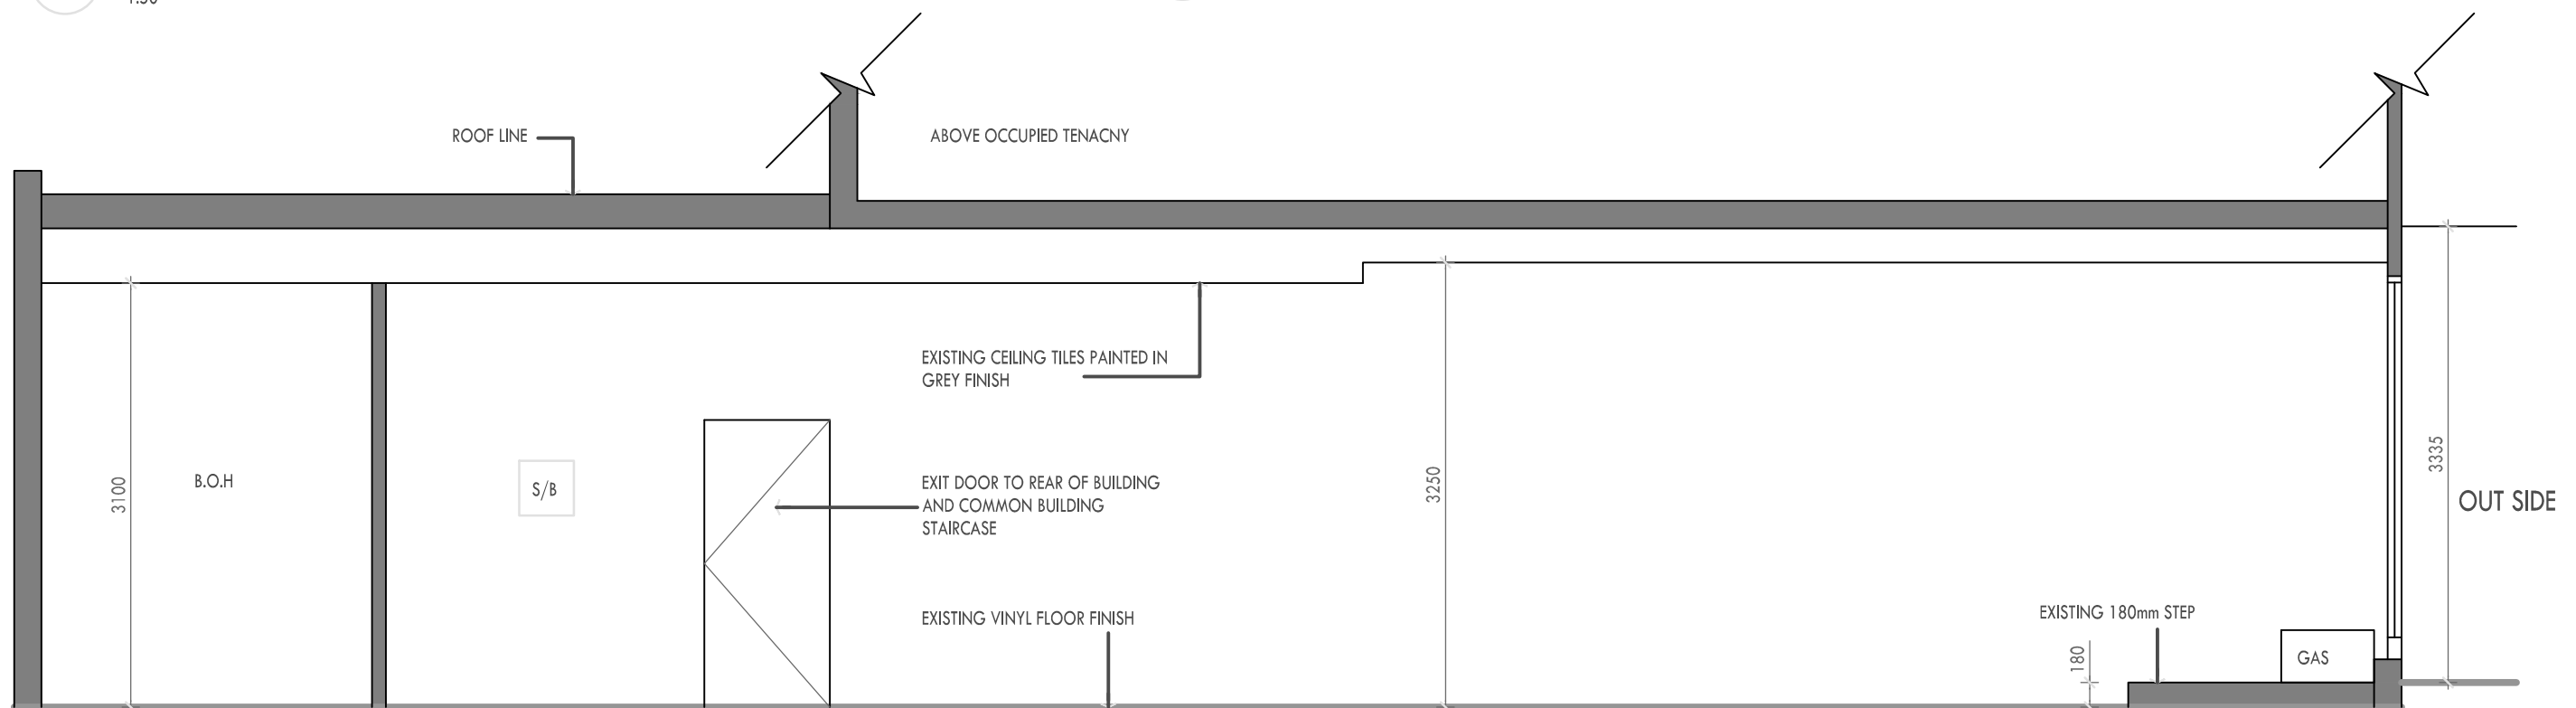 ROOF LINE
ABOVE OCCUPIED TENACNY
EXISTING CEILING TILES PAINTED IN
GREY FINISH
3100
B.O.H
S/B
EXIT DOOR TO REAR OF BUILDING
AND COMMON BUILDING
STAIRCASE
3250
3335
OUT SIDE
EXISTING VINYL FLOOR FINISH
EXISTING 180mm STEP
180
GAS